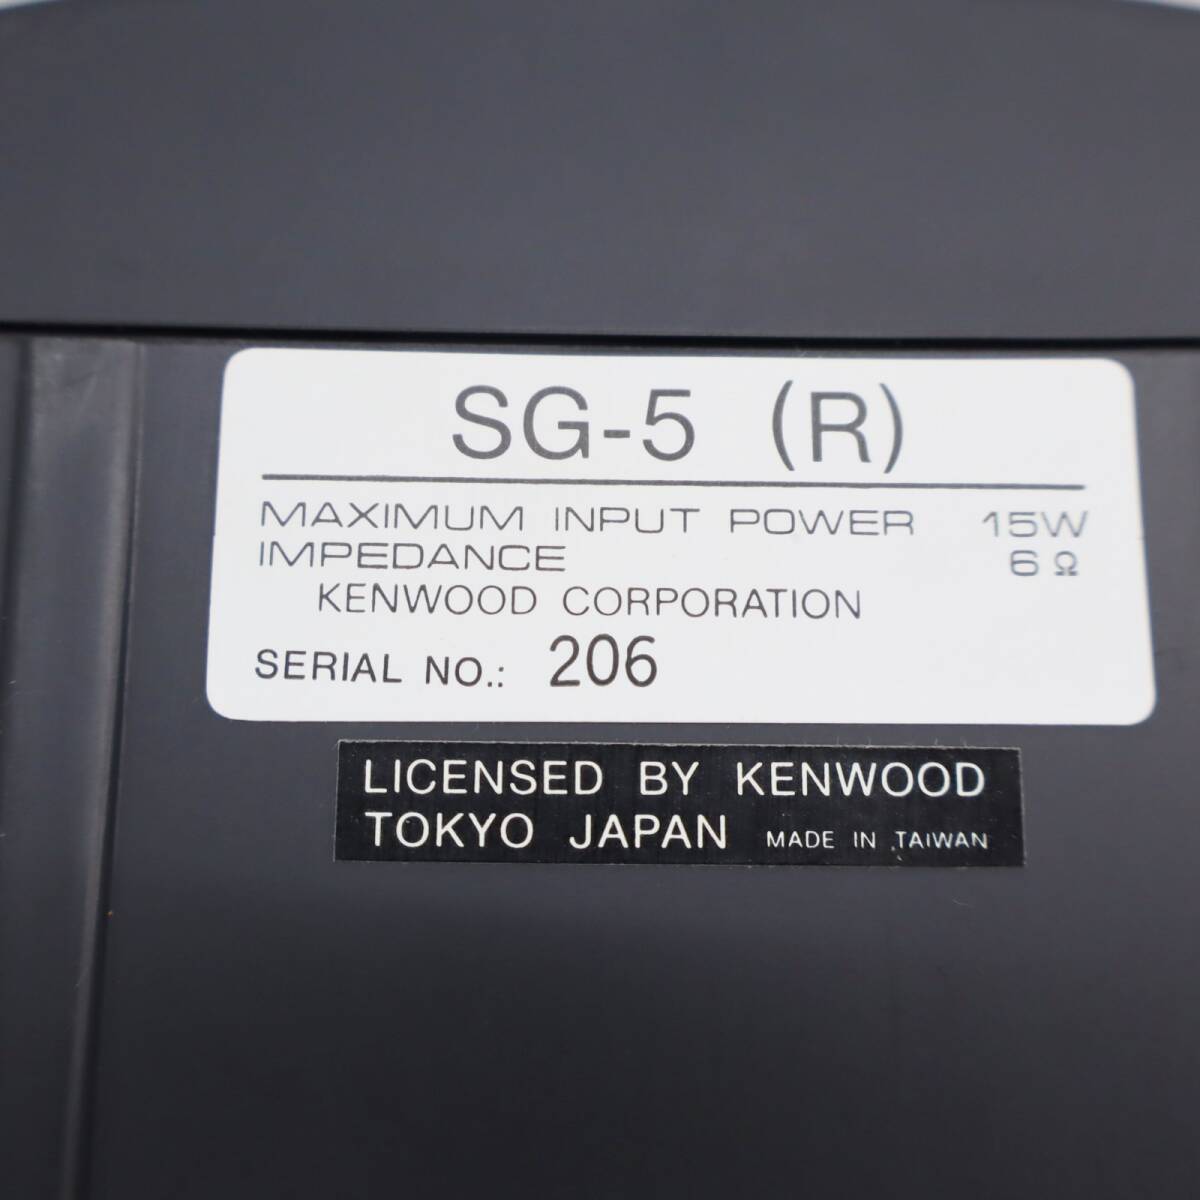 SG-5 (R)
MAXIMUM INPUT POWER 15W
IMPEDANCE 6Ω
KENWOOD CORPORATION
SERIAL NO.: 206
LICENSED BY KENWOOD
TOKYO JAPAN MADE IN TAIWAN